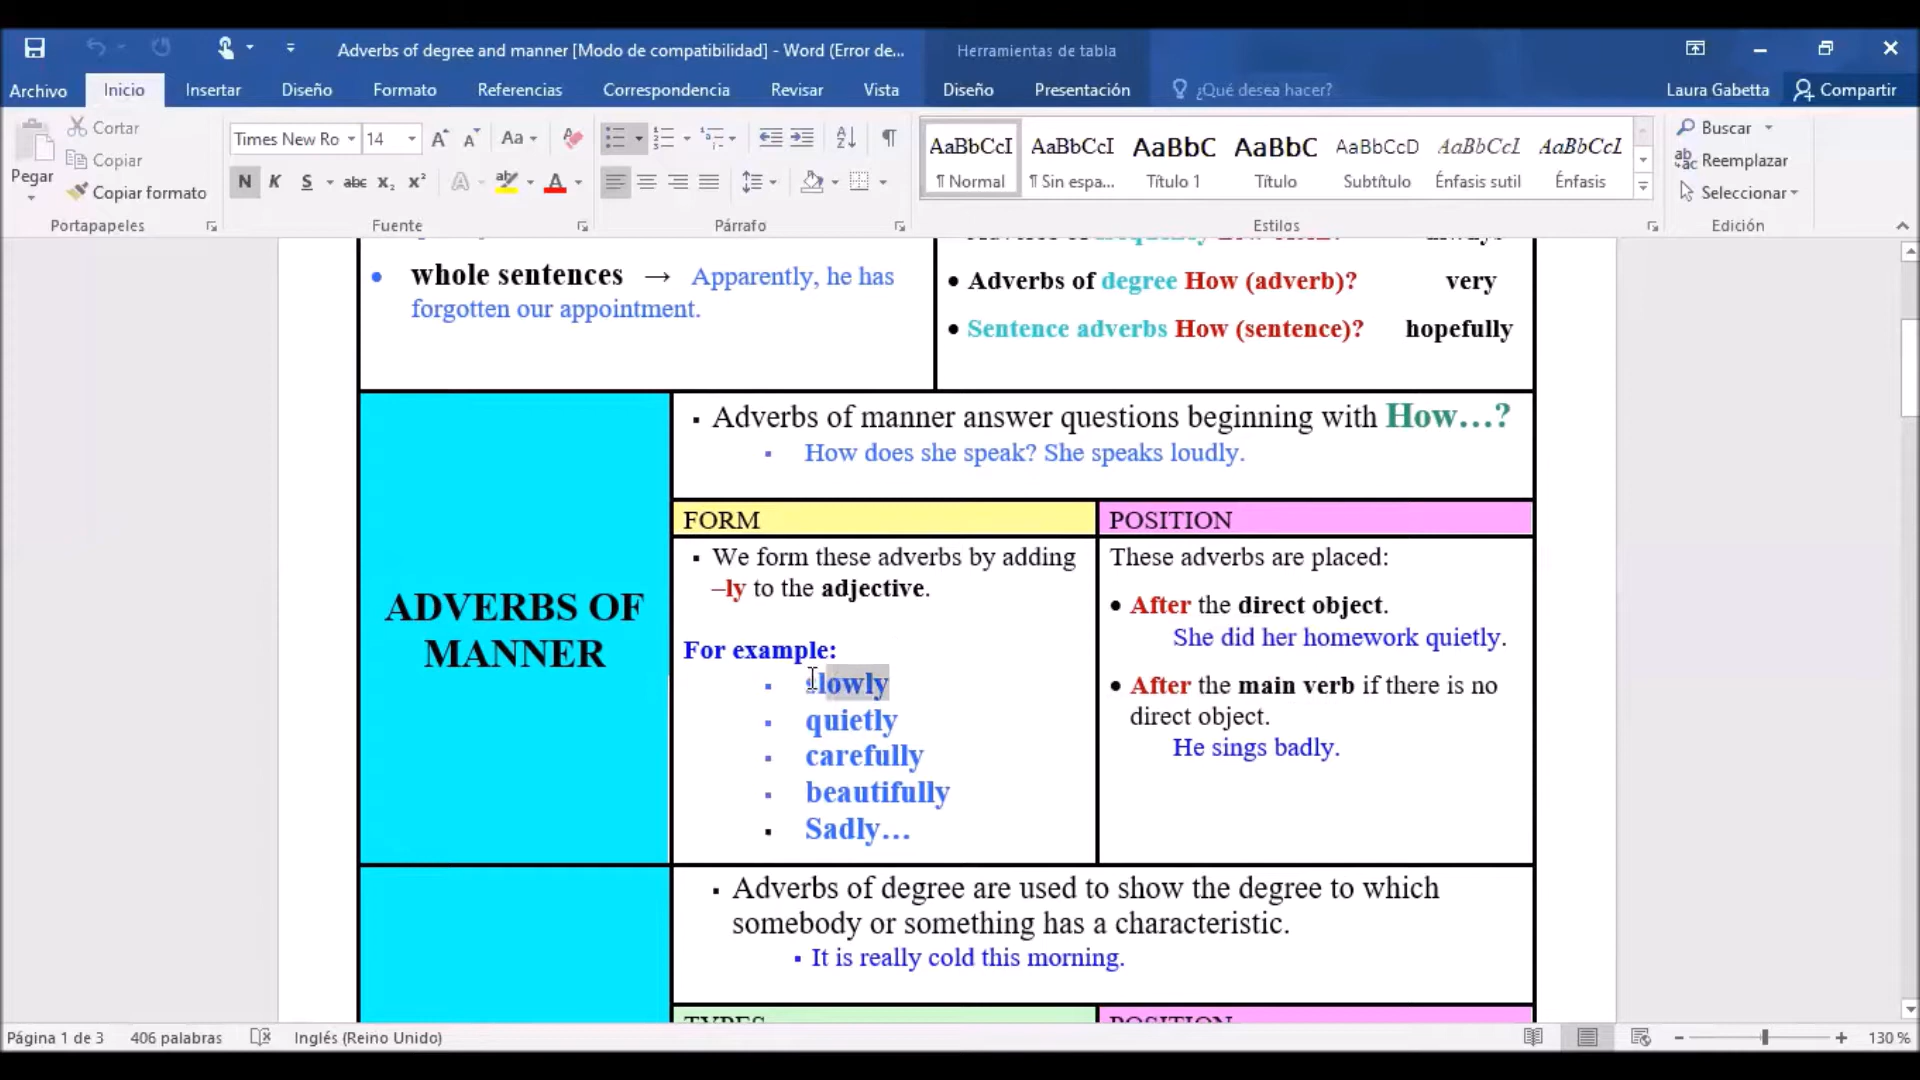 Adverbs of degree and manner [Modo de compatibilidad] - Word (Error de...
Herramientas de tabla
Archivo Inicio Insertar Diseño Formato Referencias Correspondencia Revisar Vista Diseño Presentación ¿Qué desea hacer? Laura Gabetta Compartir
Pegar
Cortar
Copiar
Copiar formato
Portapapeles
Times New Ro 14
Aa
N K S abc x₂ x² A ab A
Fuente
Párrafo
AaBbCcI AaBbCcI AaBbC AaBbC AaBbCcD AaBbCcL AaBbCcL
¶ Normal ¶ Sin espa... Título 1 Título Subtítulo Énfasis sutil Énfasis
Estilos
Buscar
Reemplazar
Seleccionar
Edición
• whole sentences → Apparently, he has
forgotten our appointment.
• Adverbs of degree How (adverb)? very
• Sentence adverbs How (sentence)? hopefully
ADVERBS OF
MANNER
▪ Adverbs of manner answer questions beginning with How…?
▪ How does she speak? She speaks loudly.
FORM
▪ We form these adverbs by adding
–ly to the adjective.
For example:
▪ slowly
▪ quietly
▪ carefully
▪ beautifully
▪ Sadly…
POSITION
These adverbs are placed:
• After the direct object.
She did her homework quietly.
• After the main verb if there is no
direct object.
He sings badly.
▪ Adverbs of degree are used to show the degree to which
somebody or something has a characteristic.
▪ It is really cold this morning.
TYPES
POSITION
Página 1 de 3 406 palabras Inglés (Reino Unido) 130 %